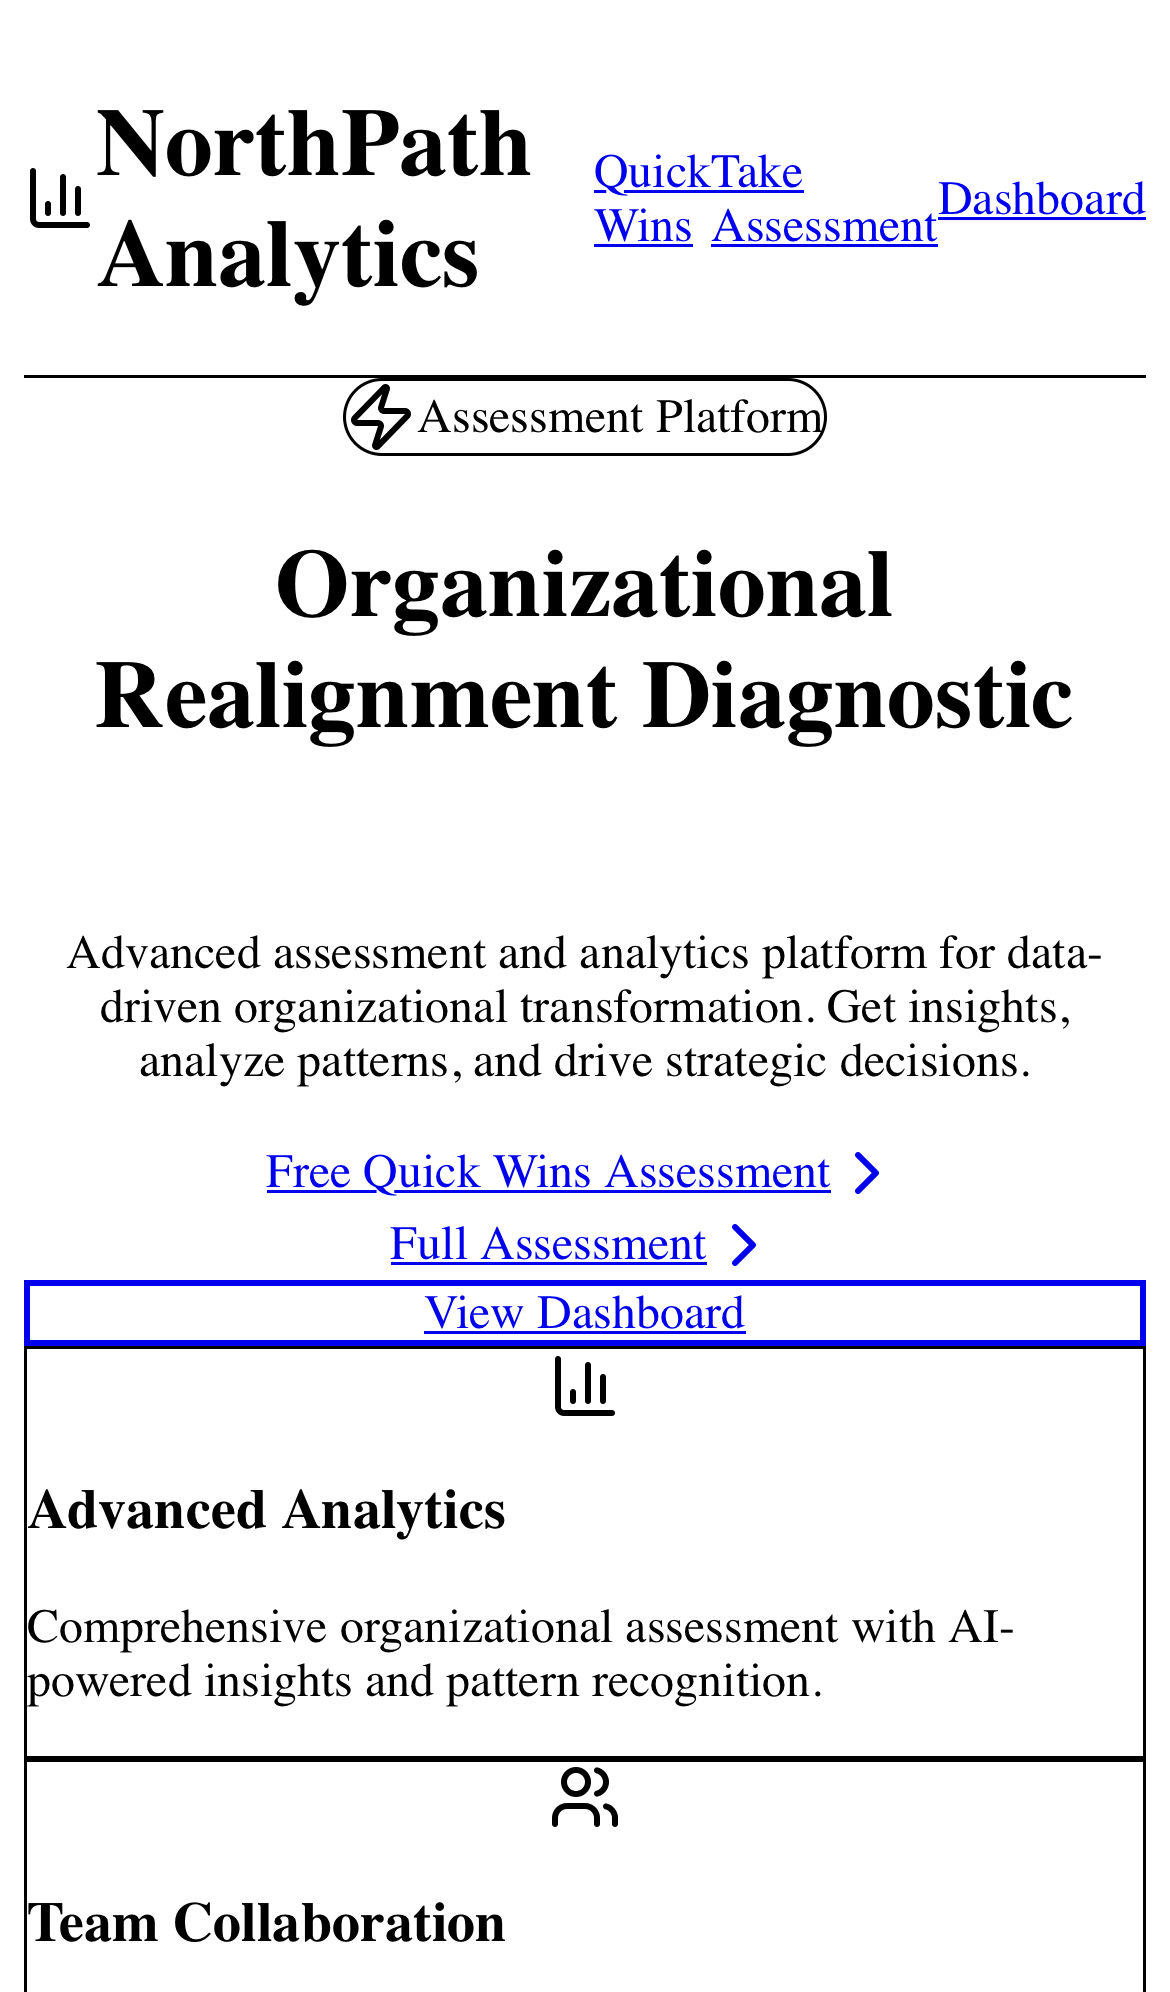 NorthPath
Analytics
Quick
Wins
Take
Assessment
Dashboard
Assessment Platform
Organizational
Realignment Diagnostic
Advanced assessment and analytics platform for data-
driven organizational transformation. Get insights,
analyze patterns, and drive strategic decisions.
Free Quick Wins Assessment
Full Assessment
View Dashboard
Advanced Analytics
Comprehensive organizational assessment with AI-
powered insights and pattern recognition.
Team Collaboration